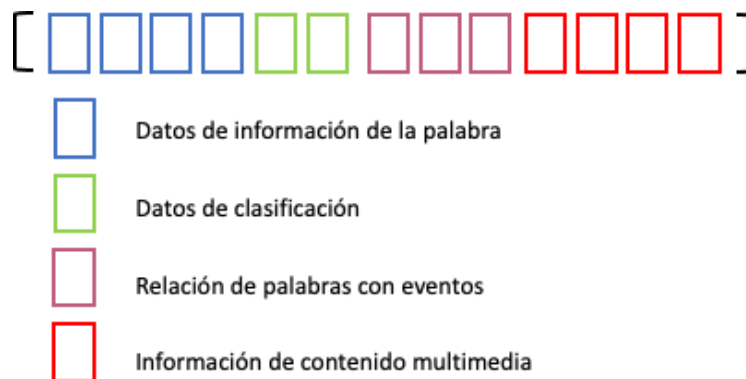 Datos de información de la palabra
Datos de clasificación
Relación de palabras con eventos
Información de contenido multimedia